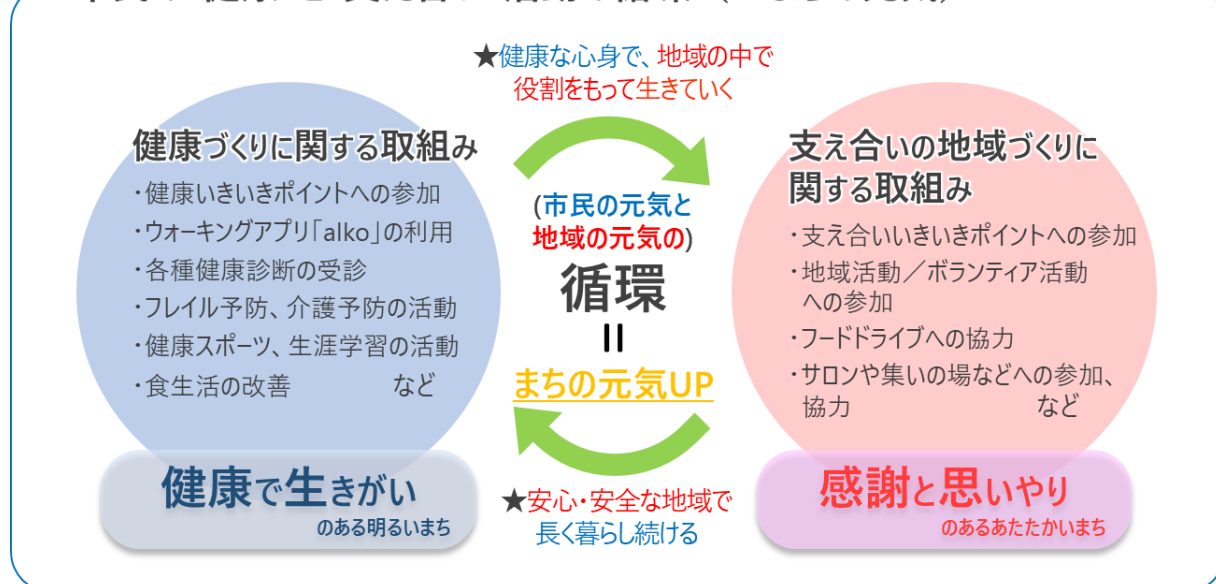 ★健康な心身で、地域の中で
役割をもって生きていく
健康づくりに関する取組み
・健康いきいきポイントへの参加
・ウォーキングアプリ「alko」の利用
・各種健康診断の受診
・フレイル予防、介護予防の活動
・健康スポーツ、生涯学習の活動
・食生活の改善 など
健康で生きがい
のある明るいまち
(市民の元気と
地域の元気の)
循環
=
まちの元気UP
★安心・安全な地域で
長く暮らし続ける
支え合いの地域づくりに
関する取組み
・支え合いいきいきポイントへの参加
・地域活動／ボランティア活動
への参加
・フードドライブへの協力
・サロンや集いの場などへの参加、
協力 など
感謝と思いやり
のあるあたたかいまち